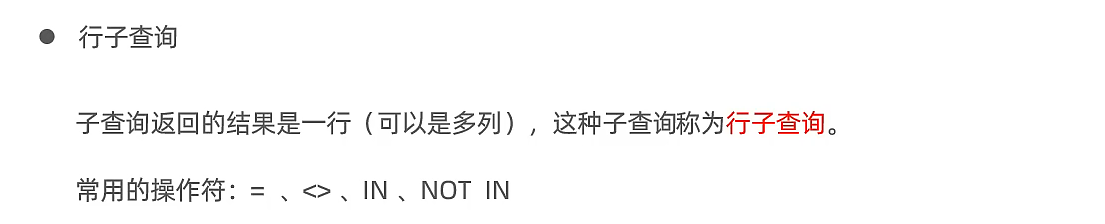 ● 行子查询
子查询返回的结果是一行（可以是多列），这种子查询称为行子查询。
常用的操作符：= 、<> 、IN 、NOT IN